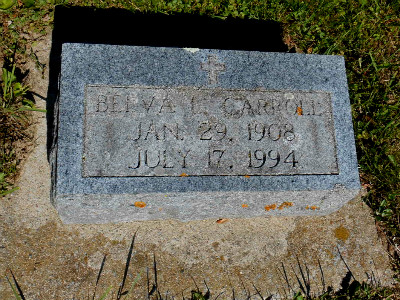 BELVA L. CARROLL
JAN. 29, 1908
JULY 17, 1994